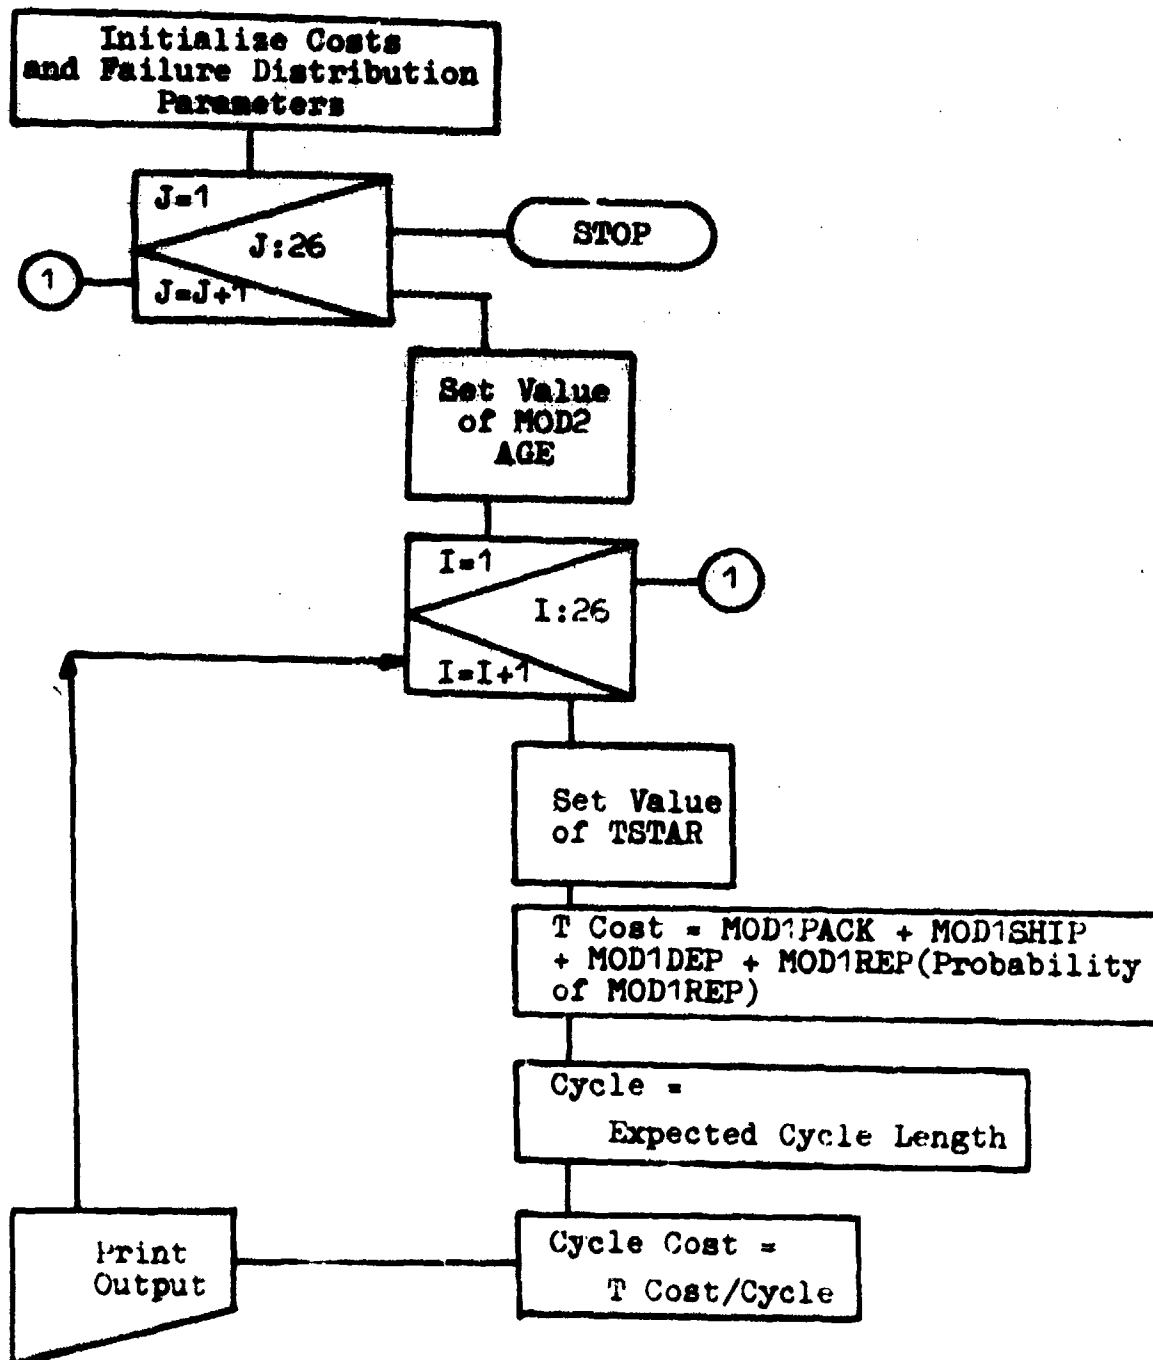 Initialize Costs
and Failure Distribution
Parameters
J=1
J:26
STOP
1
J=J+1
Set Value
of MOD2
AGE
I=1
1
I:26
I=I+1
Set Value
of TSTAR
T Cost = MOD1PACK + MOD1SHIP
+ MOD1DEP + MOD1REP(Probability
of MOD1REP)
Cycle =
Expected Cycle Length
Cycle Cost =
T Cost/Cycle
Print
Output